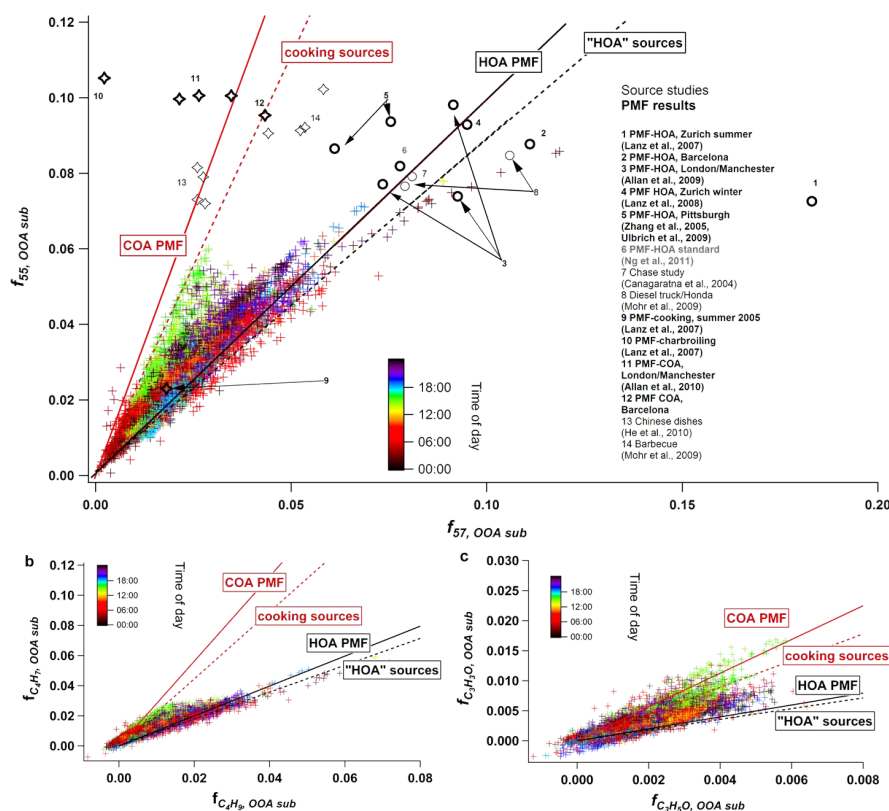 0.12
0.10
0.08
0.06
0.04
0.02
0.00
f55, OOA sub
0.00
0.05
0.10
0.15
0.20
f57, OOA sub
cooking sources
HOA PMF
"HOA" sources
COA PMF
10
11
12
13
14
5
4
2
6
7
8
1
3
9
18:00
12:00
06:00
00:00
Time of day
Source studies
PMF results
1 PMF-HOA, Zurich summer
(Lanz et al., 2007)
2 PMF-HOA, Barcelona
3 PMF-HOA, London/Manchester
(Allan et al., 2009)
4 PMF HOA, Zurich winter
(Lanz et al., 2008)
5 PMF-HOA, Pittsburgh
(Zhang et al., 2005,
Ulbrich et al., 2009)
6 PMF-HOA standard
(Ng et al., 2011)
7 Chase study
(Canagaratna et al., 2004)
8 Diesel truck/Honda
(Mohr et al., 2009)
9 PMF-cooking, summer 2005
(Lanz et al., 2007)
10 PMF-charbroiling
(Lanz et al., 2007)
11 PMF-COA,
London/Manchester
(Allan et al., 2010)
12 PMF COA,
Barcelona
13 Chinese dishes
(He et al., 2010)
14 Barbecue
(Mohr et al., 2009)
b
0.12
0.10
0.08
0.06
0.04
0.02
0.00
fC4H7, OOA sub
18:00
12:00
06:00
00:00
Time of day
COA PMF
cooking sources
HOA PMF
"HOA" sources
0.00
0.02
0.04
0.06
0.08
fC4H9, OOA sub
c
0.030
0.025
0.020
0.015
0.010
0.005
0.000
fC3H3O, OOA sub
18:00
12:00
06:00
00:00
Time of day
COA PMF
cooking sources
HOA PMF
"HOA" sources
0.000
0.002
0.004
0.006
0.008
fC3H5O, OOA sub